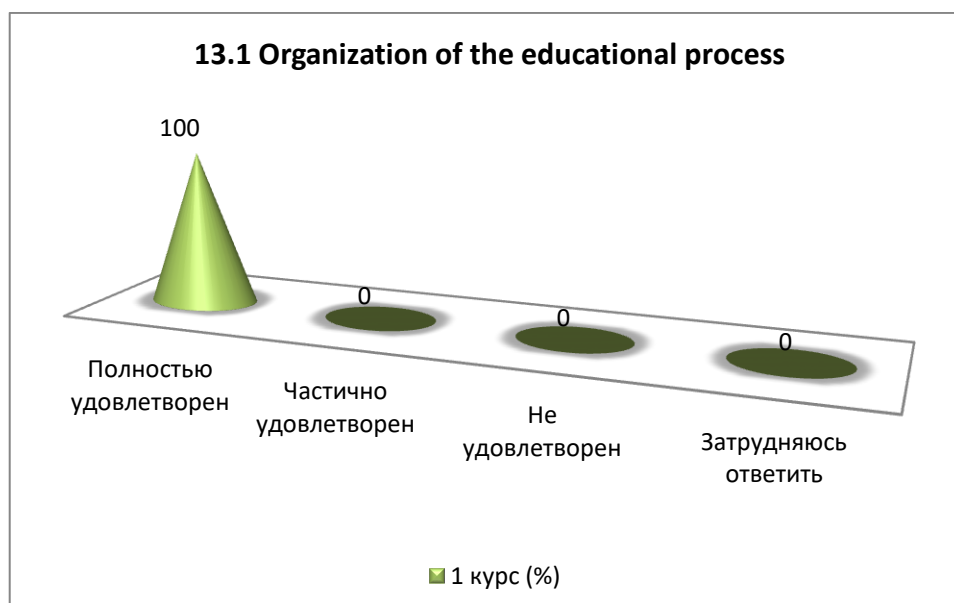 13.1 Organization of the educational process
100
0
0
0
Полностью
удовлетворен
Частично
удовлетворен
Не
удовлетворен
Затрудняюсь
ответить
1 курс (%)